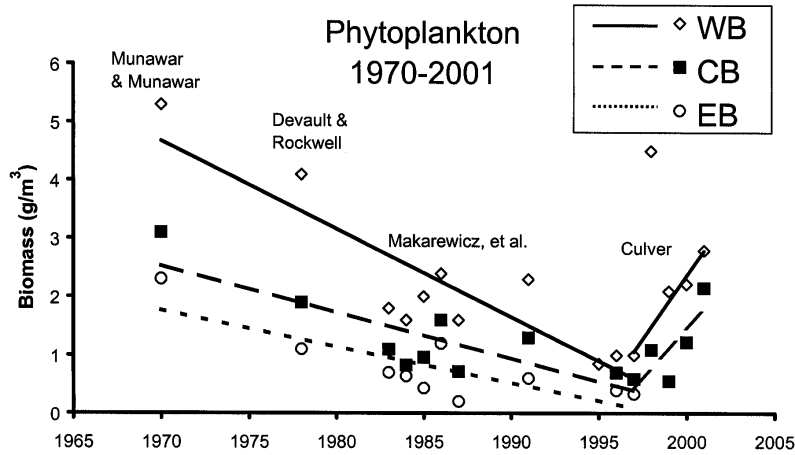 Phytoplankton
1970-2001
WB
CB
EB
Munawar
& Munawar
Devault &
Rockwell
Makarewicz, et al.
Culver
Biomass (g/m³)
6
5
4
3
2
1
0
1965 1970 1975 1980 1985 1990 1995 2000 2005